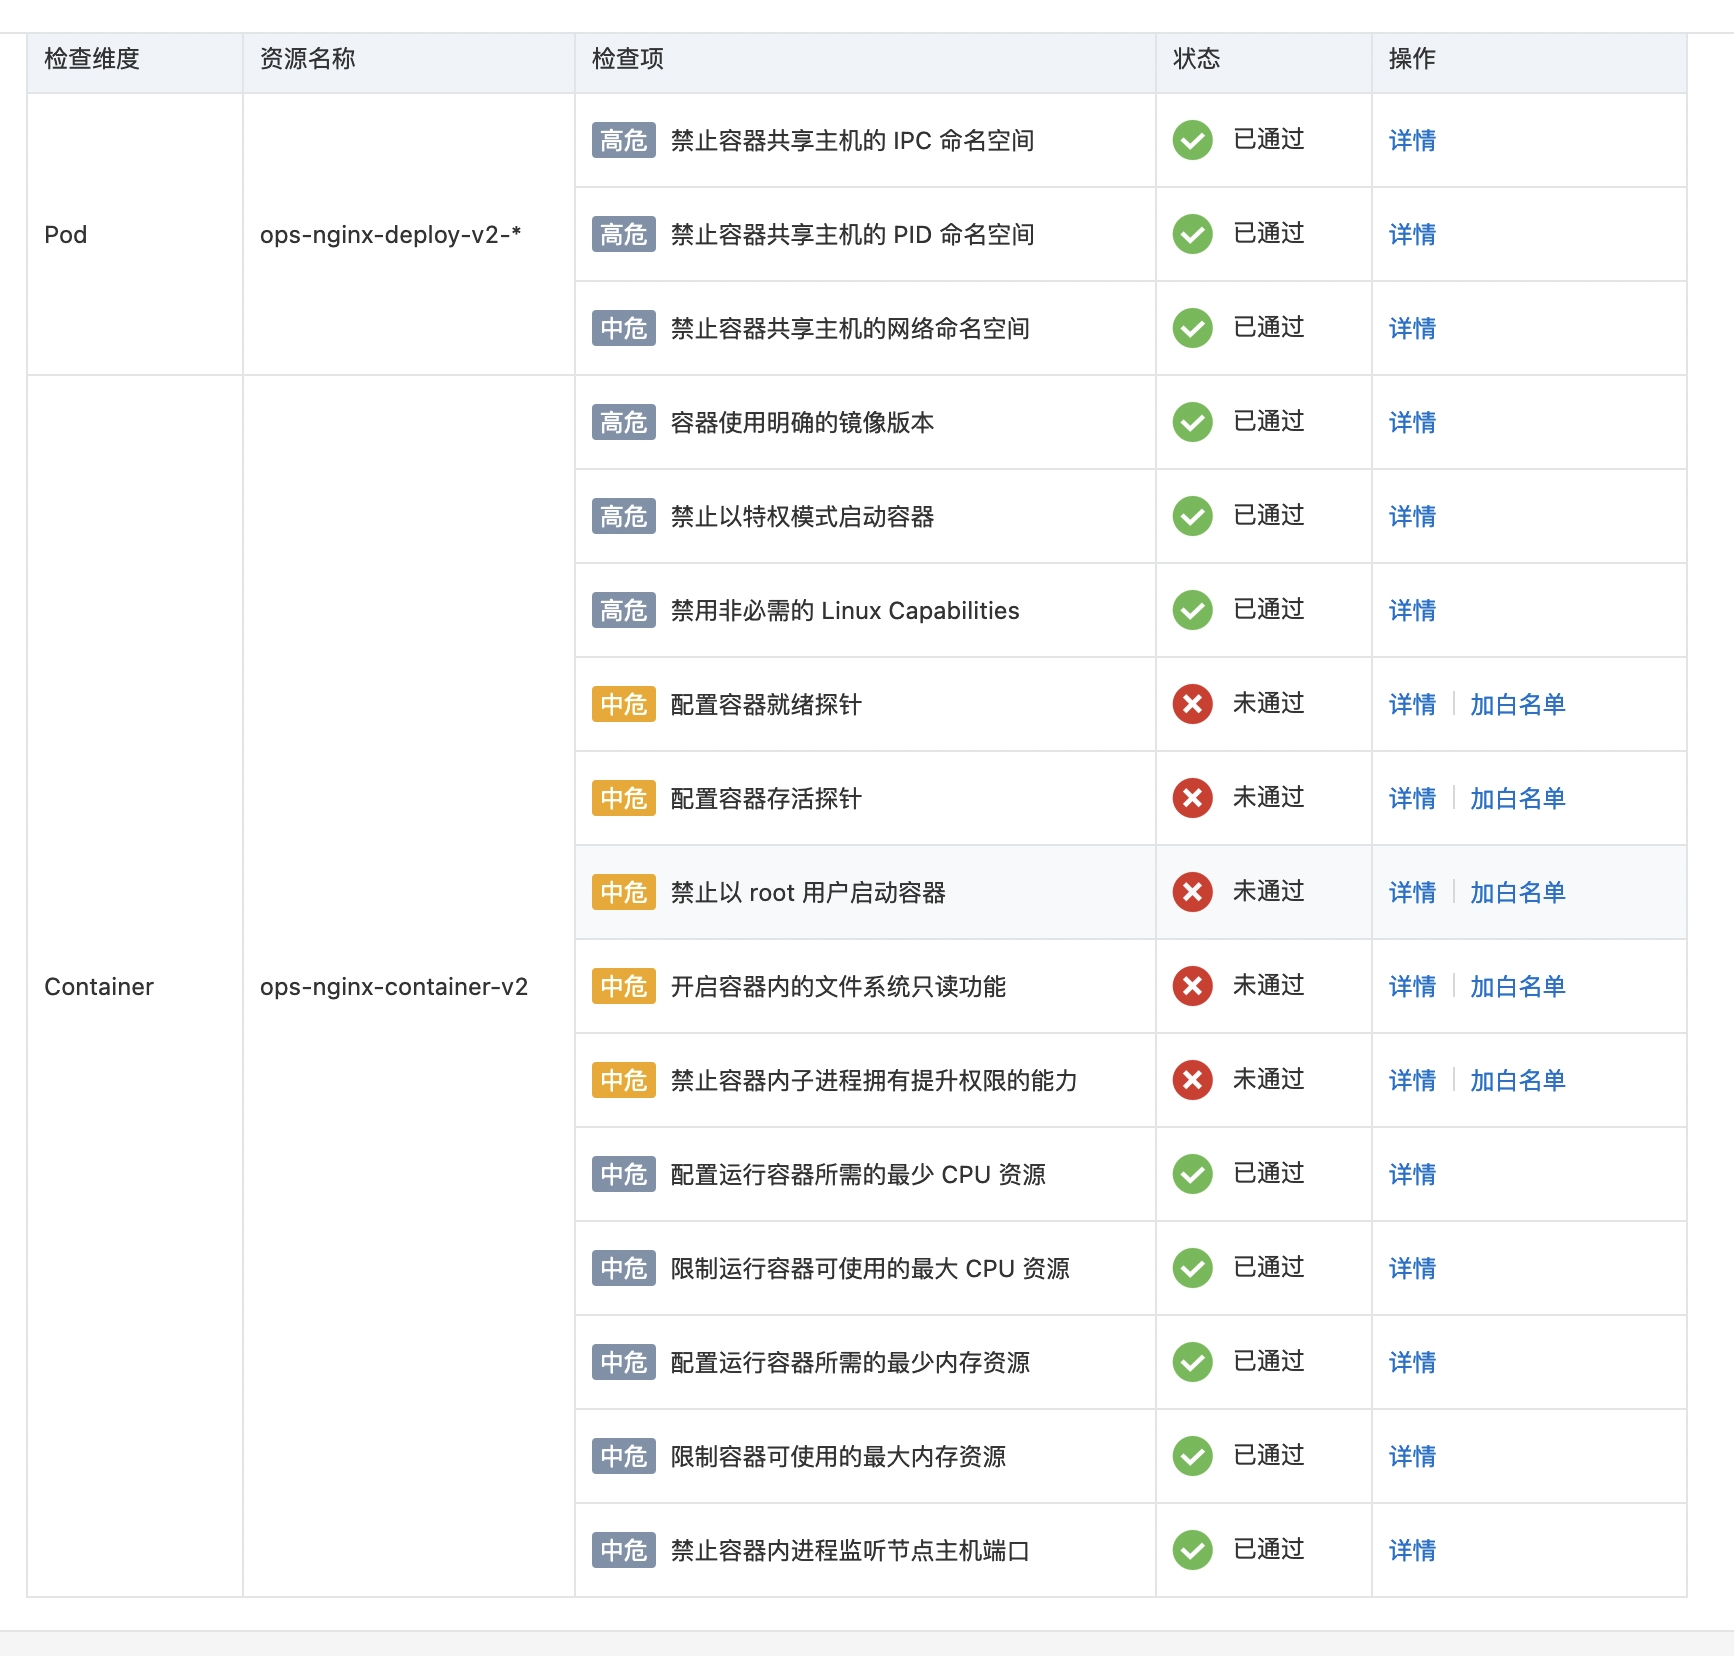 检查维度 资源名称 检查项 状态 操作
高危 禁止容器共享主机的 IPC 命名空间 已通过 详情
Pod ops-nginx-deploy-v2-* 高危 禁止容器共享主机的 PID 命名空间 已通过 详情
中危 禁止容器共享主机的网络命名空间 已通过 详情
高危 容器使用明确的镜像版本 已通过 详情
高危 禁止以特权模式启动容器 已通过 详情
高危 禁用非必需的 Linux Capabilities 已通过 详情
中危 配置容器就绪探针 未通过 详情 加白名单
中危 配置容器存活探针 未通过 详情 加白名单
中危 禁止以 root 用户启动容器 未通过 详情 加白名单
Container ops-nginx-container-v2 中危 开启容器内的文件系统只读功能 未通过 详情 加白名单
中危 禁止容器内子进程拥有提升权限的能力 未通过 详情 加白名单
中危 配置运行容器所需的最少 CPU 资源 已通过 详情
中危 限制运行容器可使用的最大 CPU 资源 已通过 详情
中危 配置运行容器所需的最少内存资源 已通过 详情
中危 限制容器可使用的最大内存资源 已通过 详情
中危 禁止容器内进程监听节点主机端口 已通过 详情